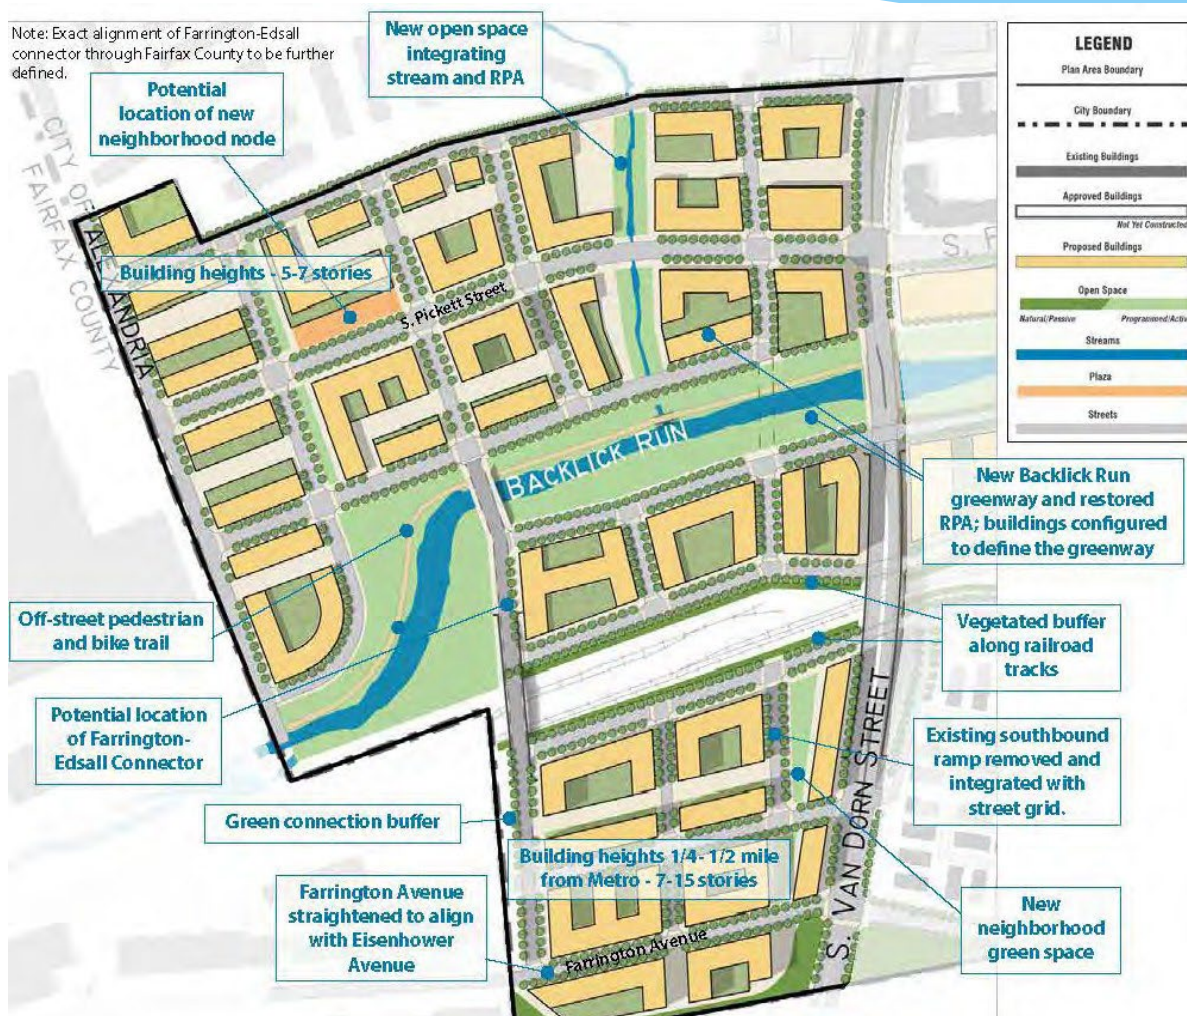 Note: Exact alignment of Farrington-Edsall
connector through Fairfax County to be further
defined.
New open space
integrating
stream and RPA
Potential
location of new
neighborhood node
LEGEND
Plan Area Boundary
City Boundary
Existing Buildings
Approved Buildings
Not Yet Constructed
Proposed Buildings
Open Space
Natural/Passive
Programmed/Activ
Streams
Plaza
Streets
CITY OF ALEXANDRIA
FAIRFAX COUNTY
Building heights - 5-7 stories
S. Pickett Street
S. P
BACKLICK RUN
New Backlick Run
greenway and restored
RPA; buildings configured
to define the greenway
Off-street pedestrian
and bike trail
Vegetated buffer
along railroad
tracks
Potential location
of Farrington-
Edsall Connector
Existing southbound
ramp removed and
integrated with
street grid.
S. VAN DORN STREET
Green connection buffer
Building heights 1/4- 1/2 mile
from Metro - 7-15 stories
Farrington Avenue
straightened to align
with Eisenhower
Avenue
Farrington Avenue
New
neighborhood
green space